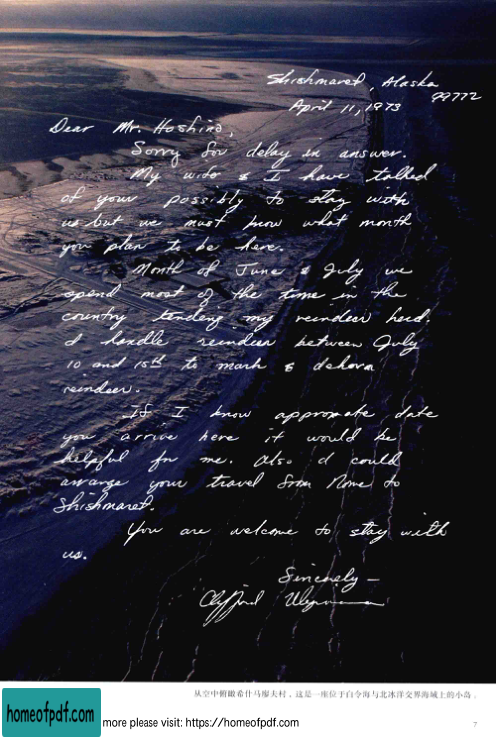 Shishmaref, Alaska
99772
April 11, 1973
Dear Mr. Hoshino,
Sorry for delay in answer.
My wife & I have talked
of your possibly to stay with
us but we must know what month
you plan to be here.
Month of June & July we
spend most of the time in the
country tending my reindeer herd.
I handle reindeer between July
10 and 15th to mark & dehorn
reindeer.
If I know approxate date
you arrive here it would be
helpful for me. Also I could
arrange your travel from Nome to
Shishmaref.
You are welcome to stay with
us.
Sincerely —
Clifford
从空中俯瞰希什马廖夫村。这是一座位于白令海与北冰洋交界海域上的小岛。
7
homeofpdf.com
more please visit: https://homeofpdf.com